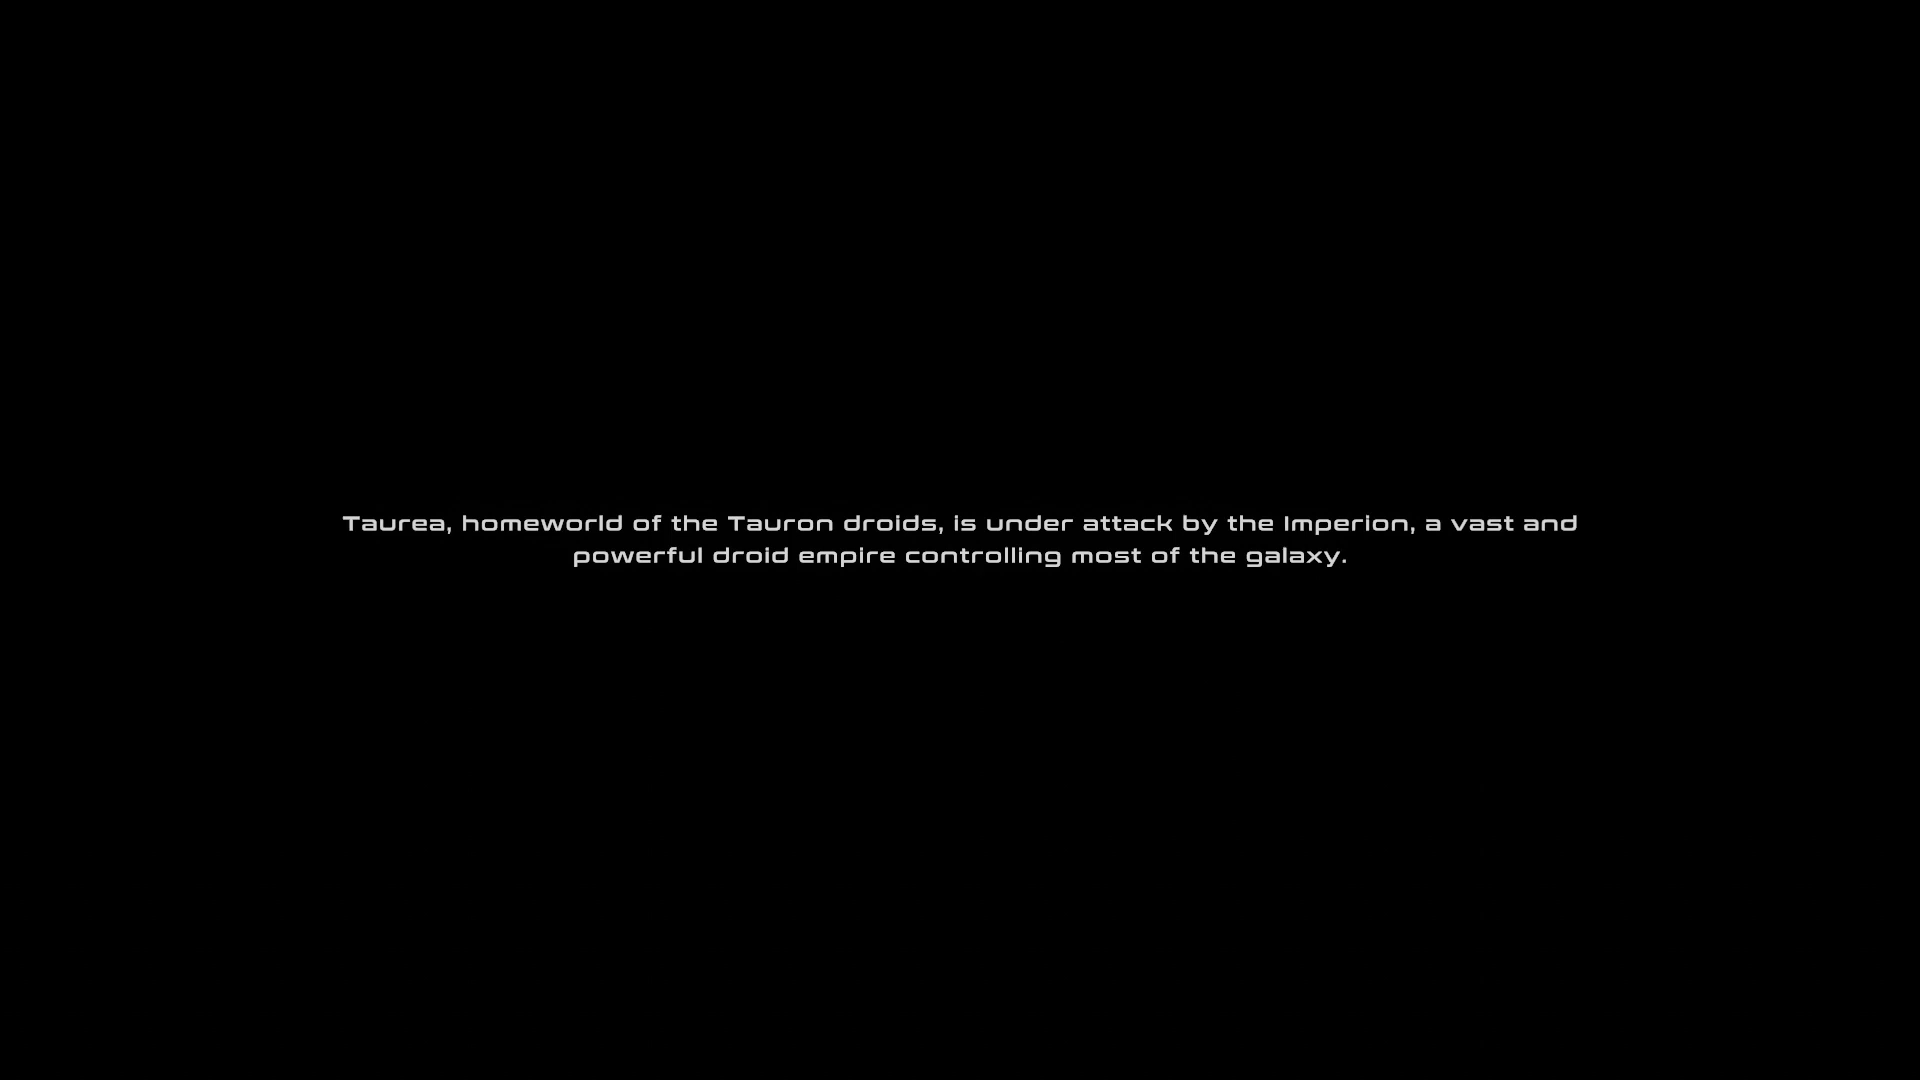 Taurea, homeworld of the Tauron droids, is under attack by the Imperion, a vast and
powerful droid empire controlling most of the galaxy.